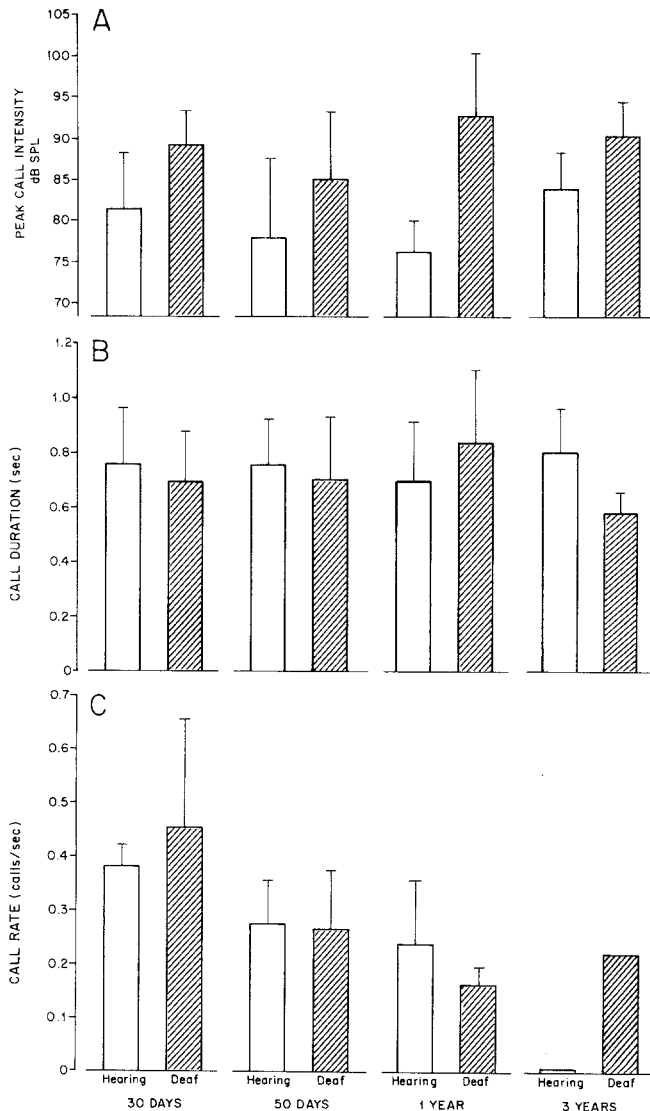 A
PEAK CALL INTENSITY
dB SPL
105
100
95
90
85
80
75
70
B
CALL DURATION (sec)
1.2
1.0
0.8
0.6
0.4
0.2
0
C
CALL RATE (calls/sec)
0.7
0.6
0.5
0.4
0.3
0.2
0.1
0
Hearing Deaf Hearing Deaf Hearing Deaf Hearing Deaf
30 DAYS 50 DAYS 1 YEAR 3 YEARS